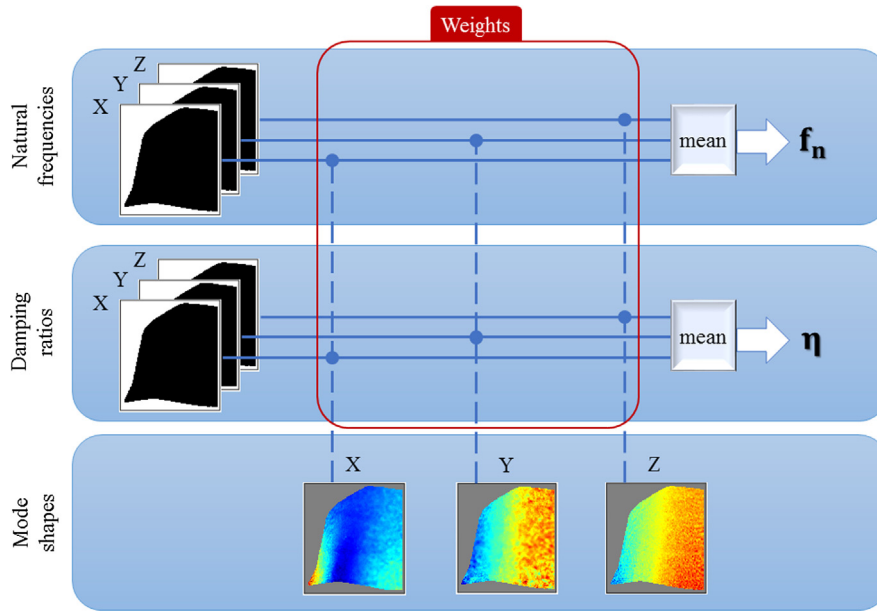 Weights
Natural
frequencies
Z
Y
X
mean
fn
Damping
ratios
Z
Y
X
mean
η
Mode
shapes
X
Y
Z